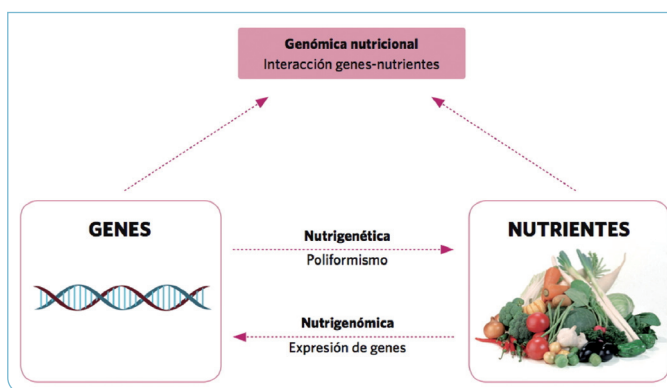 Genómica nutricional
Interacción genes-nutrientes
GENES
Nutrigenética
Poliformismo
Nutrigenómica
Expresión de genes
NUTRIENTES